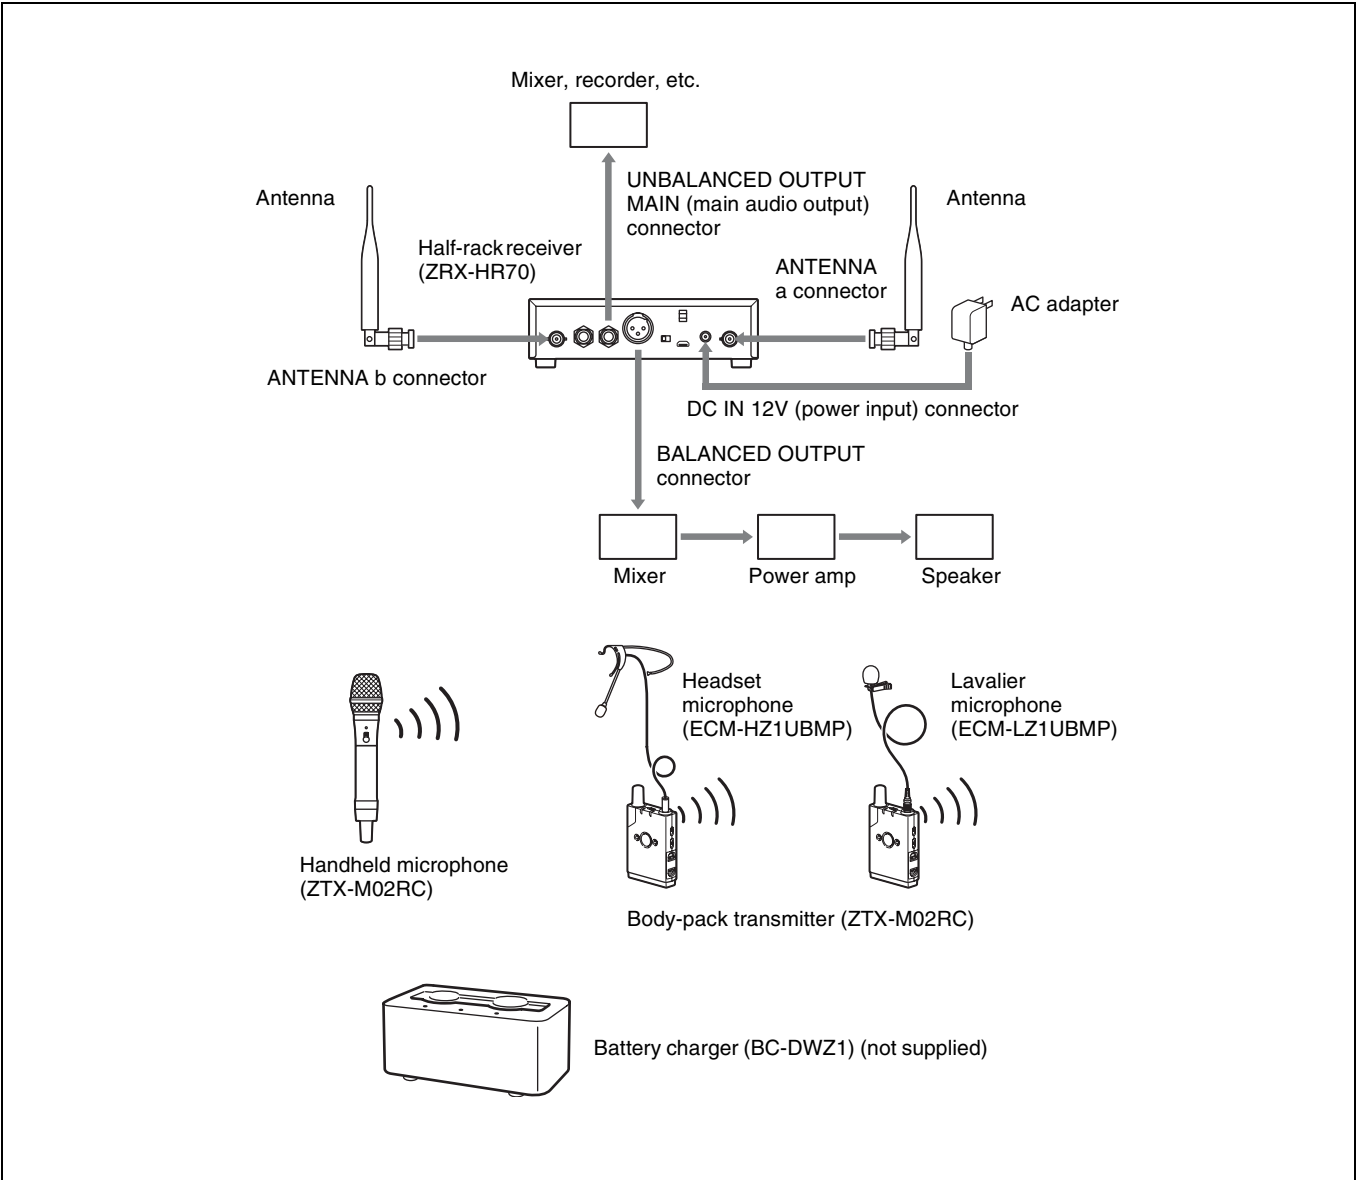 Mixer, recorder, etc.
UNBALANCED OUTPUT
MAIN (main audio output)
connector
Antenna
Antenna
Half-rack receiver
(ZRX-HR70)
ANTENNA
a connector
AC adapter
ANTENNA b connector
DC IN 12V (power input) connector
BALANCED OUTPUT
connector
Mixer
Power amp
Speaker
Headset
microphone
(ECM-HZ1UBMP)
Lavalier
microphone
(ECM-LZ1UBMP)
Handheld microphone
(ZTX-M02RC)
Body-pack transmitter (ZTX-M02RC)
Battery charger (BC-DWZ1) (not supplied)